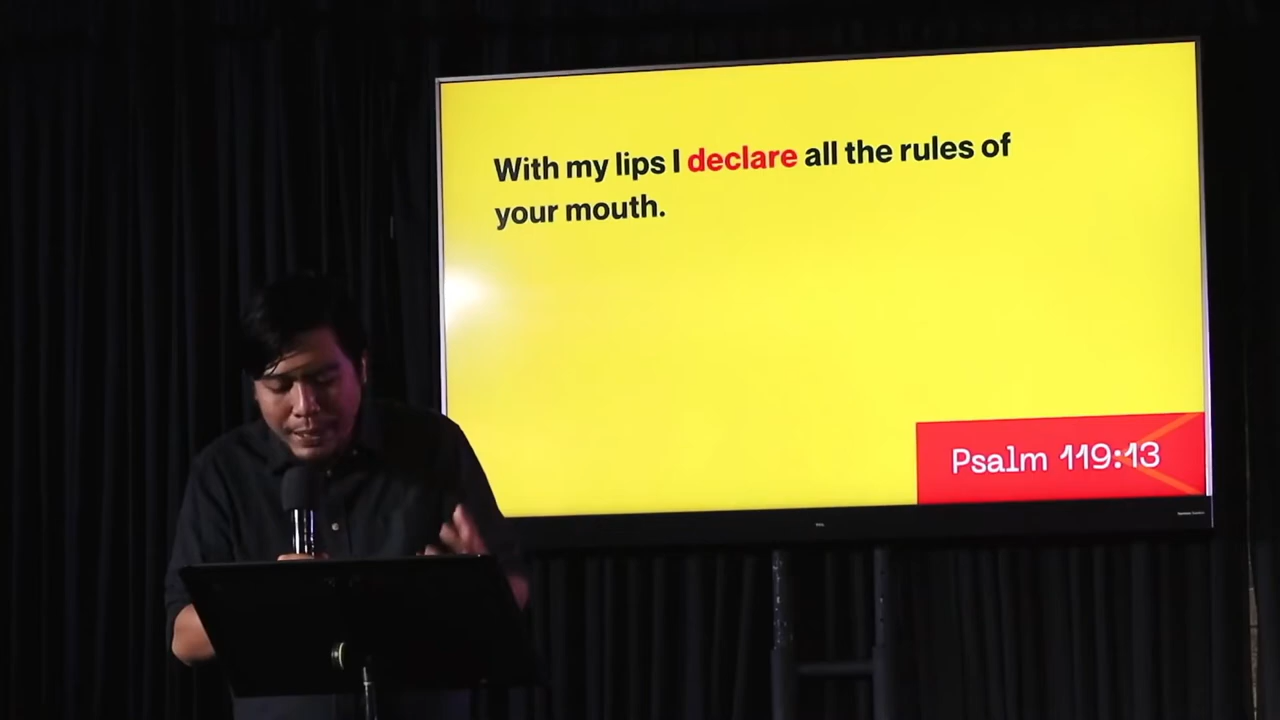 With my lips I declare all the rules of
your mouth.
Psalm 119:13